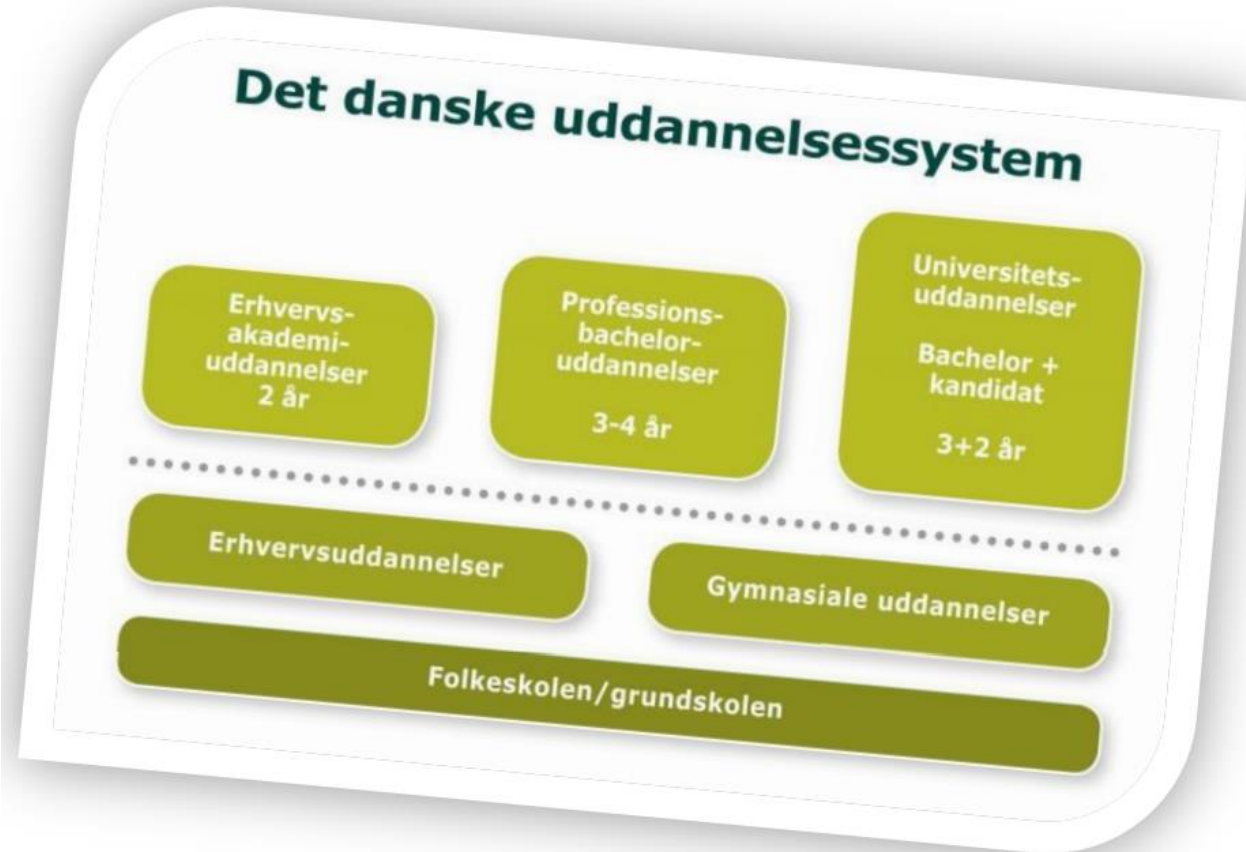 Det danske uddannelsessystem
Erhvervs-
akademi-
uddannelser
2 år
Professions-
bachelor-
uddannelser
3-4 år
Universitets-
uddannelser
Bachelor +
kandidat
3+2 år
Erhvervsuddannelser
Gymnasiale uddannelser
Folkeskolen/grundskolen